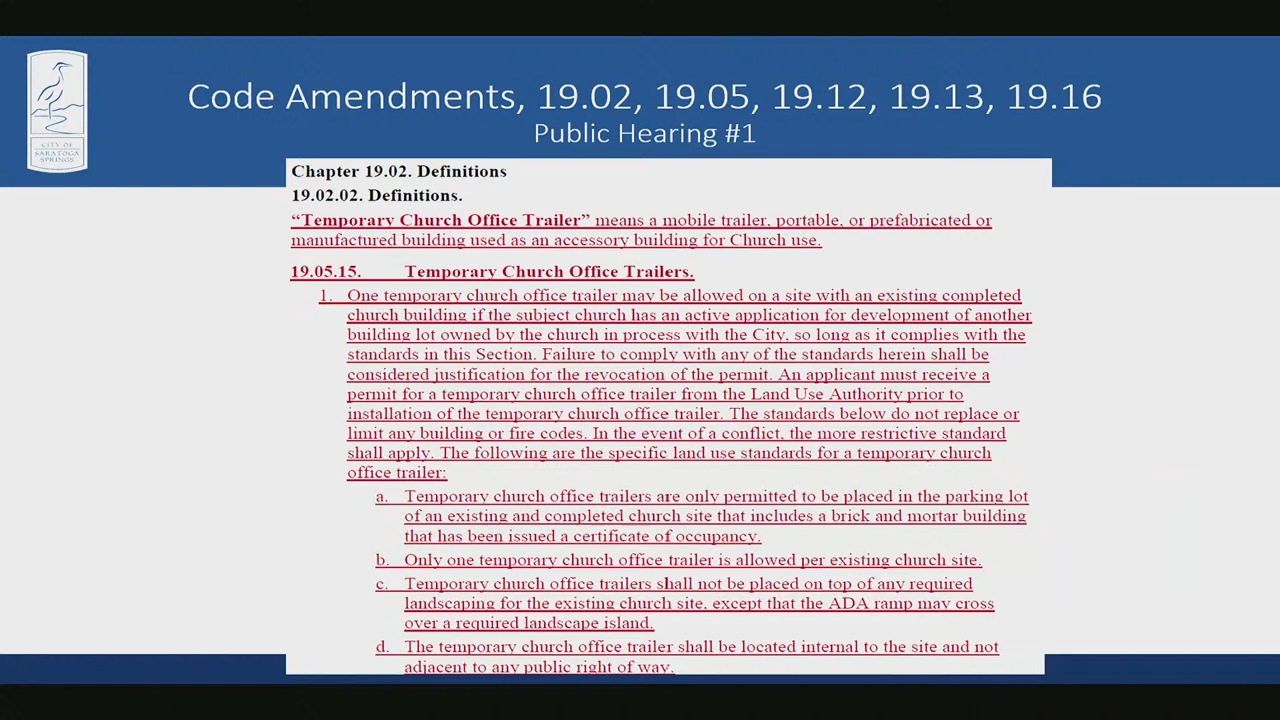 CITY OF
SARATOGA
SPRINGS
Code Amendments, 19.02, 19.05, 19.12, 19.13, 19.16
Public Hearing #1
Chapter 19.02. Definitions
19.02.02. Definitions.
“Temporary Church Office Trailer” means a mobile trailer, portable, or prefabricated or
manufactured building used as an accessory building for Church use.
19.05.15. Temporary Church Office Trailers.
1. One temporary church office trailer may be allowed on a site with an existing completed
church building if the subject church has an active application for development of another
building lot owned by the church in process with the City, so long as it complies with the
standards in this Section. Failure to comply with any of the standards herein shall be
considered justification for the revocation of the permit. An applicant must receive a
permit for a temporary church office trailer from the Land Use Authority prior to
installation of the temporary church office trailer. The standards below do not replace or
limit any building or fire codes. In the event of a conflict, the more restrictive standard
shall apply. The following are the specific land use standards for a temporary church
office trailer:
a. Temporary church office trailers are only permitted to be placed in the parking lot
of an existing and completed church site that includes a brick and mortar building
that has been issued a certificate of occupancy.
b. Only one temporary church office trailer is allowed per existing church site.
c. Temporary church office trailers shall not be placed on top of any required
landscaping for the existing church site, except that the ADA ramp may cross
over a required landscape island.
d. The temporary church office trailer shall be located internal to the site and not
adjacent to any public right of way.